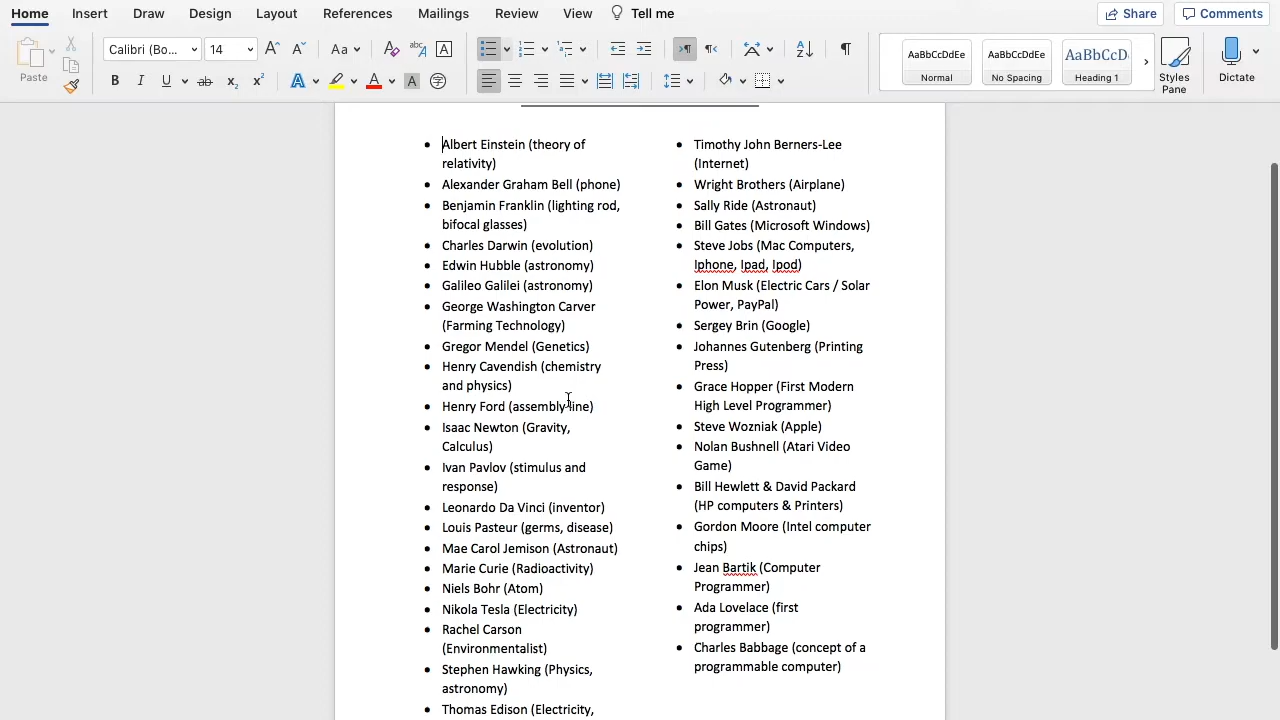 Home Insert Draw Design Layout References Mailings Review View Tell me Share Comments
Paste Calibri (Bo... 14 Aa Normal No Spacing Heading 1 Styles Pane Dictate
AaBbCcDdEe AaBbCcDdEe AaBbCcD
Albert Einstein (theory of
relativity)
Alexander Graham Bell (phone)
Benjamin Franklin (lighting rod,
bifocal glasses)
Charles Darwin (evolution)
Edwin Hubble (astronomy)
Galileo Galilei (astronomy)
George Washington Carver
(Farming Technology)
Gregor Mendel (Genetics)
Henry Cavendish (chemistry
and physics)
Henry Ford (assembly line)
Isaac Newton (Gravity,
Calculus)
Ivan Pavlov (stimulus and
response)
Leonardo Da Vinci (inventor)
Louis Pasteur (germs, disease)
Mae Carol Jemison (Astronaut)
Marie Curie (Radioactivity)
Niels Bohr (Atom)
Nikola Tesla (Electricity)
Rachel Carson
(Environmentalist)
Stephen Hawking (Physics,
astronomy)
Thomas Edison (Electricity,
Timothy John Berners-Lee
(Internet)
Wright Brothers (Airplane)
Sally Ride (Astronaut)
Bill Gates (Microsoft Windows)
Steve Jobs (Mac Computers,
Iphone, Ipad, Ipod)
Elon Musk (Electric Cars / Solar
Power, PayPal)
Sergey Brin (Google)
Johannes Gutenberg (Printing
Press)
Grace Hopper (First Modern
High Level Programmer)
Steve Wozniak (Apple)
Nolan Bushnell (Atari Video
Game)
Bill Hewlett & David Packard
(HP computers & Printers)
Gordon Moore (Intel computer
chips)
Jean Bartik (Computer
Programmer)
Ada Lovelace (first
programmer)
Charles Babbage (concept of a
programmable computer)